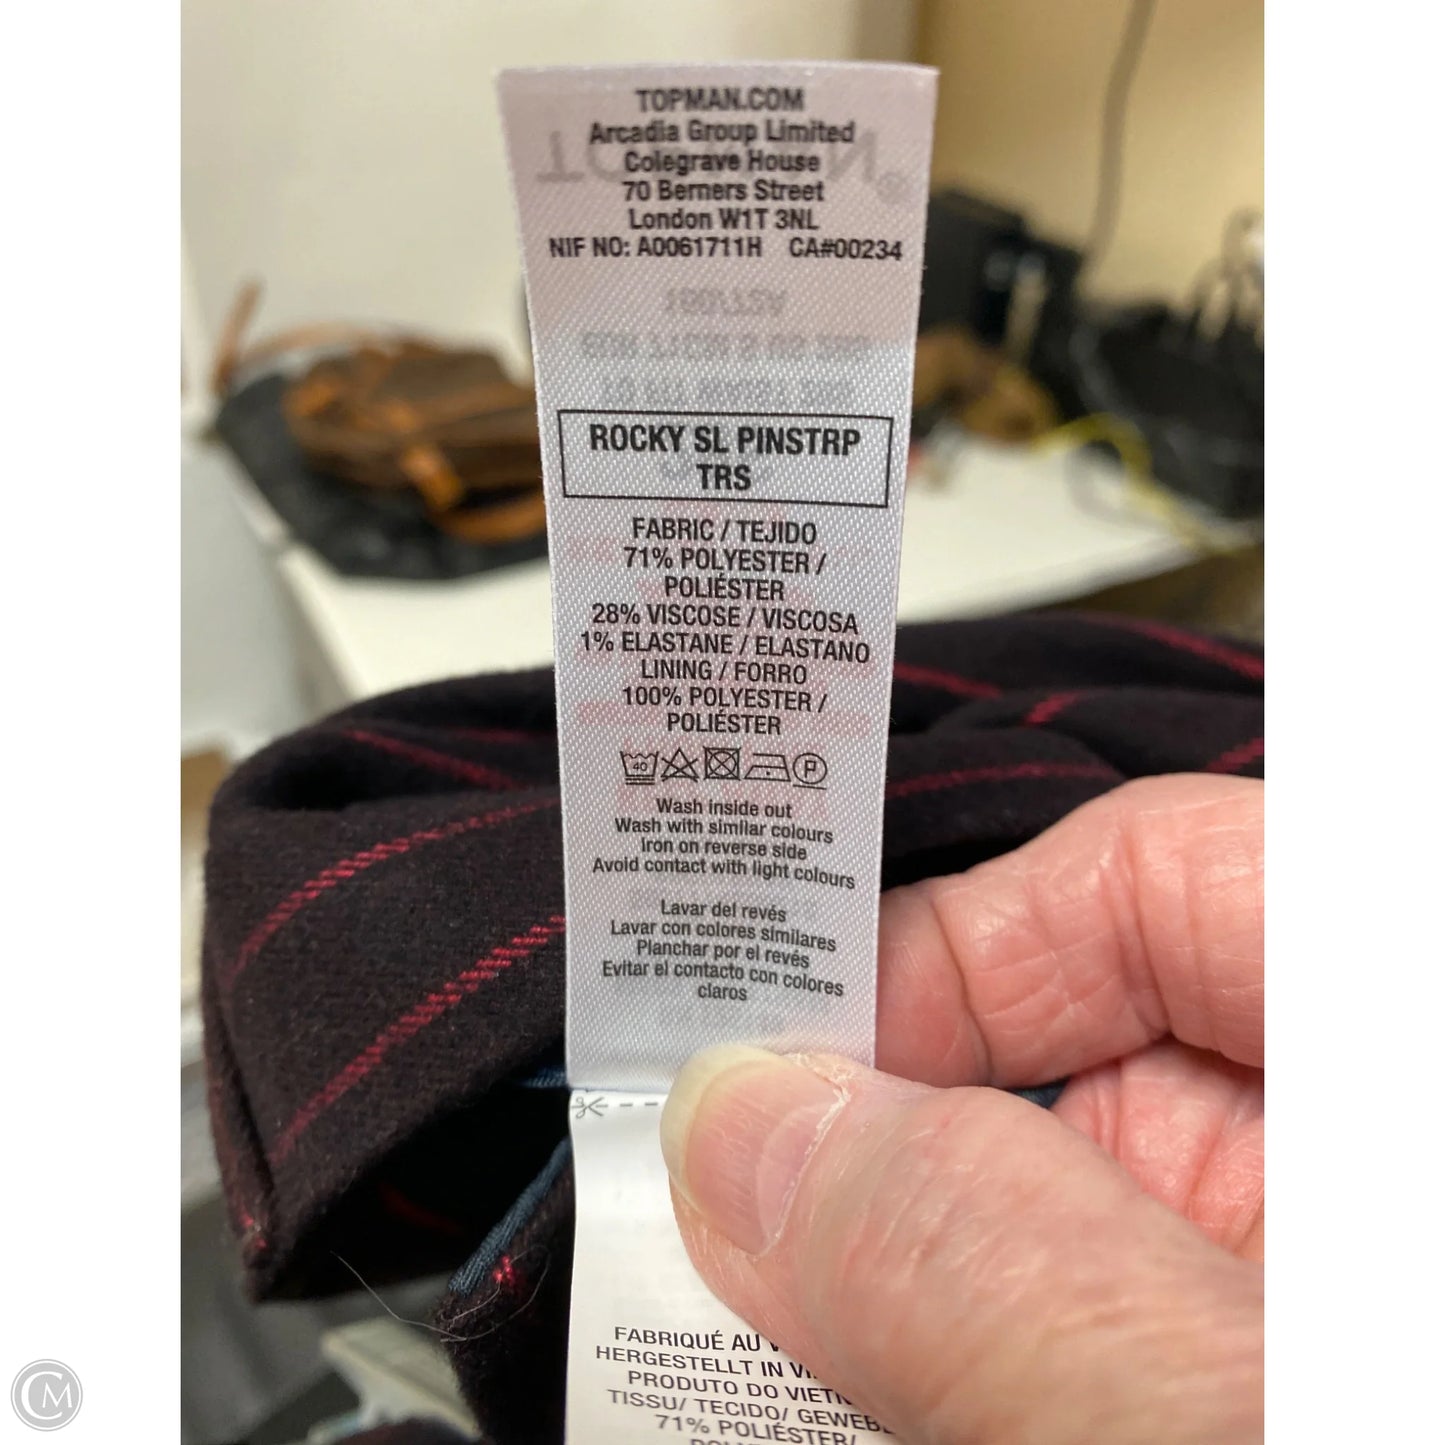 TOPMAN.COM
Arcadia Group Limited
Colegrave House
70 Berners Street
London W1T 3NL
NIF NO: A0061711H CA#00234
ROCKY SL PINSTRP
TRS
FABRIC / TEJIDO
71% POLYESTER /
POLIÉSTER
28% VISCOSE / VISCOSA
1% ELASTANE / ELASTANO
LINING / FORRO
100% POLYESTER /
POLIÉSTER
40 P
Wash inside out
Wash with similar colours
Iron on reverse side
Avoid contact with light colours
Lavar del revés
Lavar con colores similares
Planchar por el revés
Evitar el contacto con colores
claros
FABRIQUÉ AU
HERGESTELLT IN
PRODUTO DO
TISSU/ TECIDO/
71% POLIÉSTER/
CM